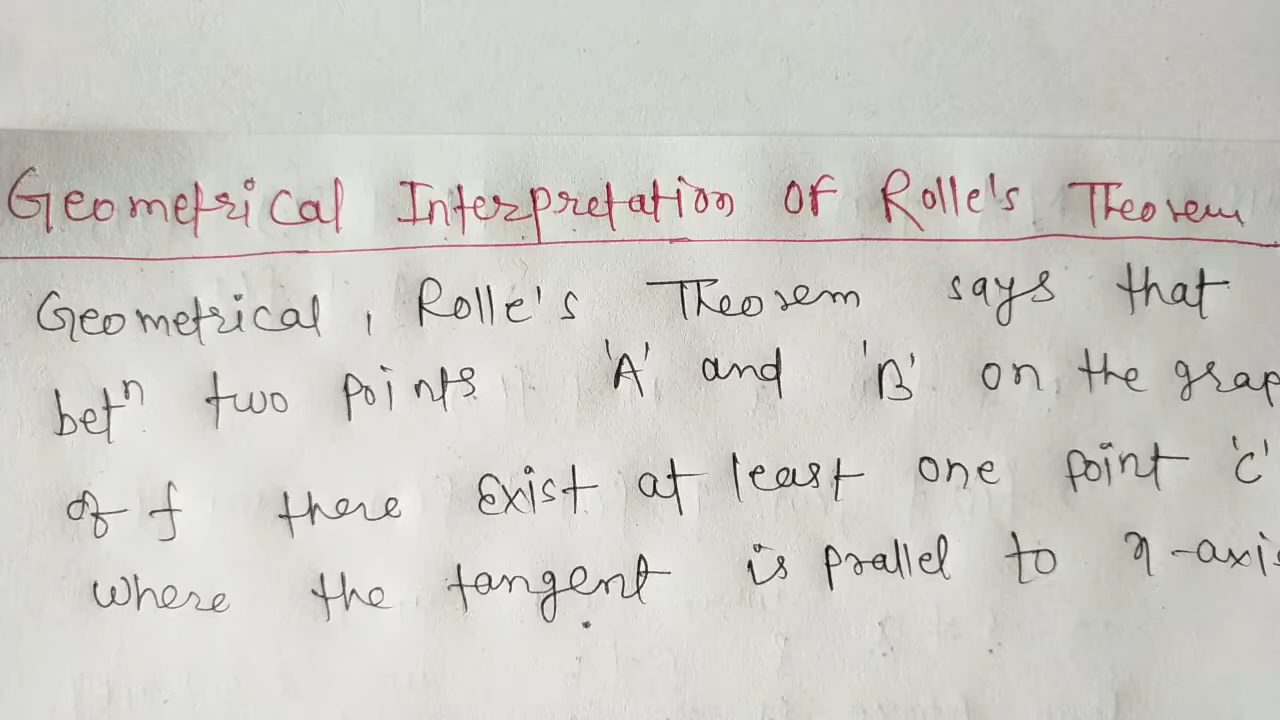 Geometrical Interpretation of Rolle's Theorem
Geometrical, Rolle's Theorem says that
betⁿ two points 'A' and 'B' on the grap
of f there exist at least one point 'c'
where the tangent is prallel to x-axis